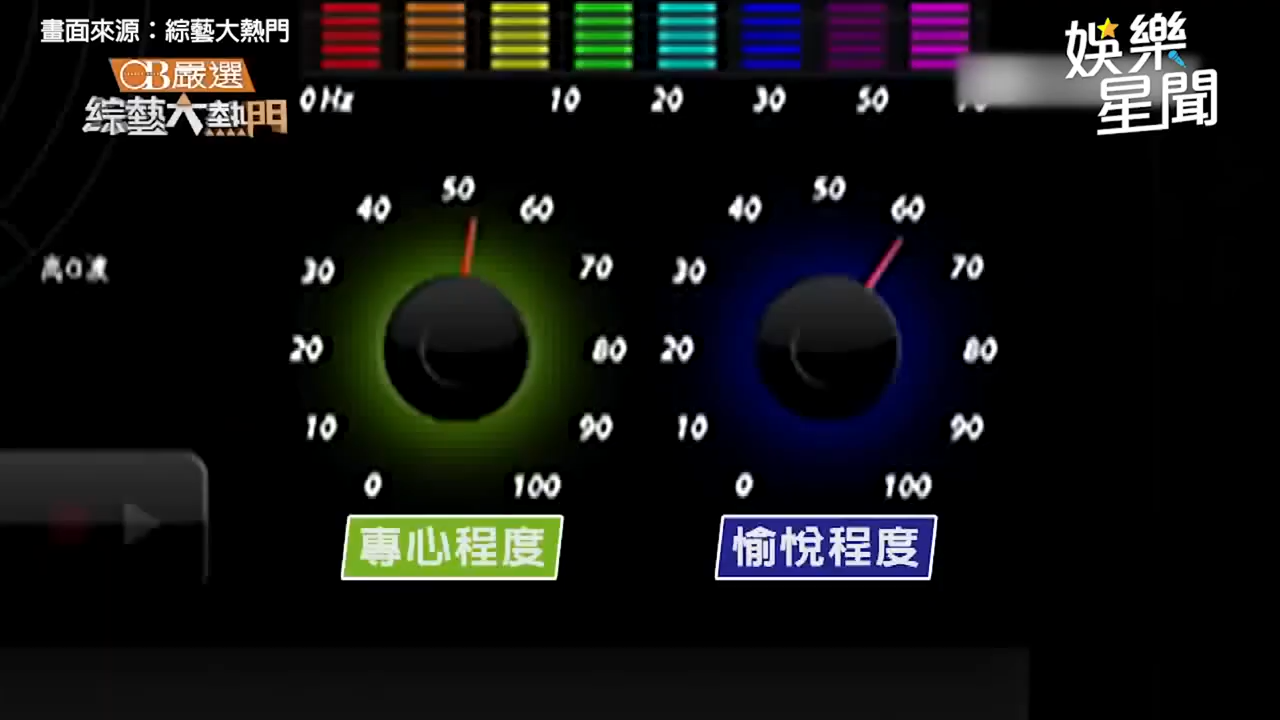 畫面來源：綜藝大熱門
OB嚴選
綜藝大熱門
娛樂
星聞
0 Hz 10 20 30 50
50 50
40 60 40 60
30 70 30 70
20 80 20 80
10 90 10 90
0 100 0 100
專心程度 愉悅程度